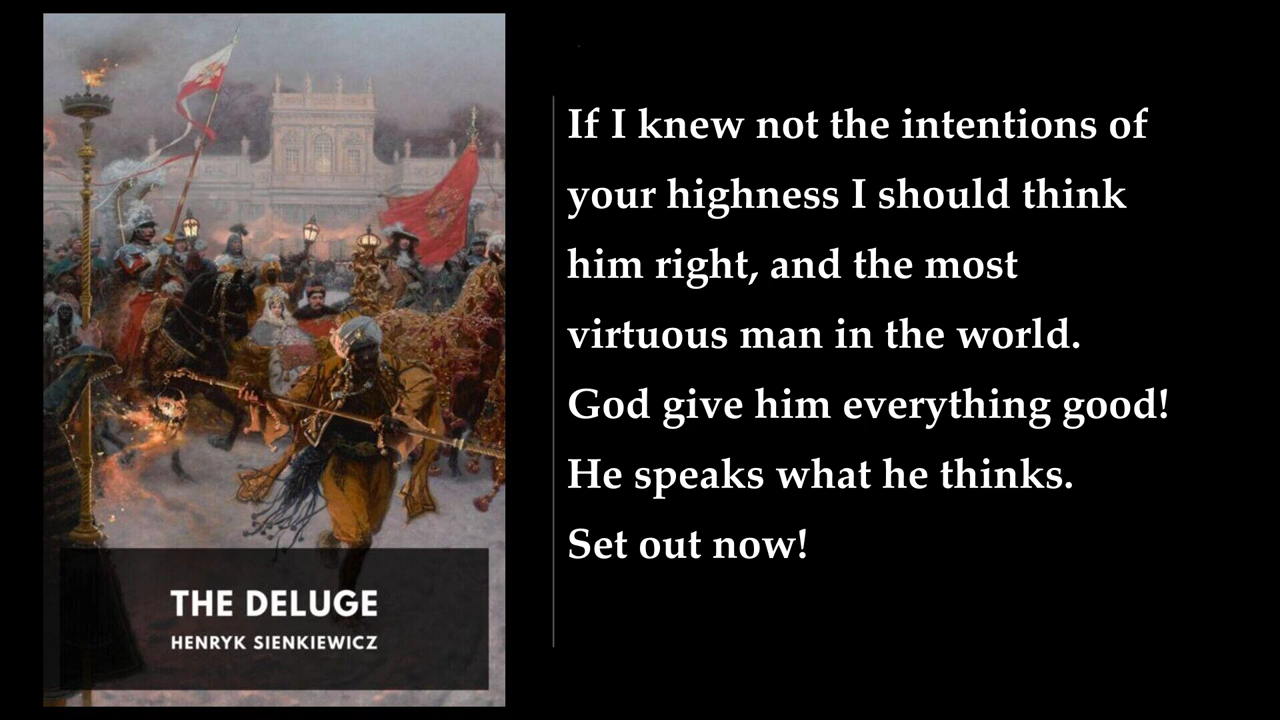 THE DELUGE
HENRYK SIENKIEWICZ
If I knew not the intentions of
your highness I should think
him right, and the most
virtuous man in the world.
God give him everything good!
He speaks what he thinks.
Set out now!